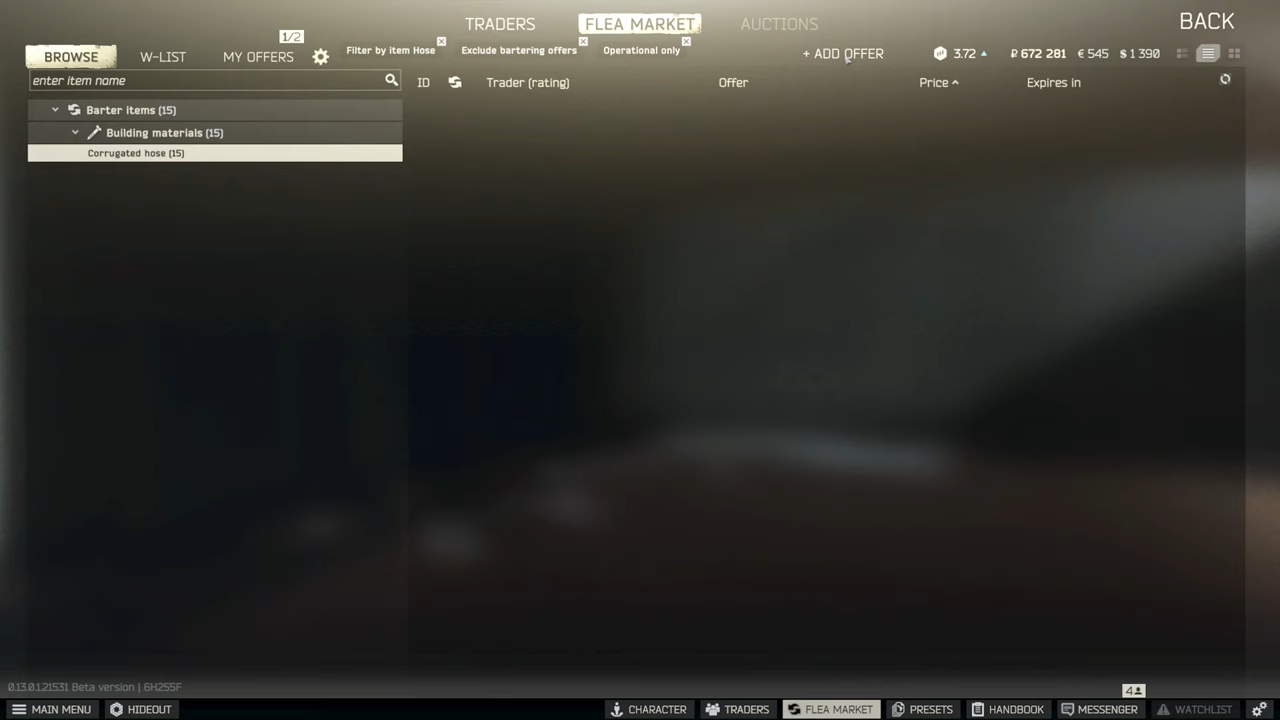 TRADERS FLEA MARKET AUCTIONS BACK
1/2
BROWSE W-LIST MY OFFERS Filter by item Hose Exclude bartering offers Operational only + ADD OFFER 3.72 ₽ 672 281 € 545 $ 1 390
enter item name ID Trader (rating) Offer Price Expires in
Barter items (15)
Building materials (15)
Corrugated hose (15)
0.13.0.1.21531 Beta version | 6H255F
4
MAIN MENU HIDEOUT CHARACTER TRADERS FLEA MARKET PRESETS HANDBOOK MESSENGER WATCHLIST